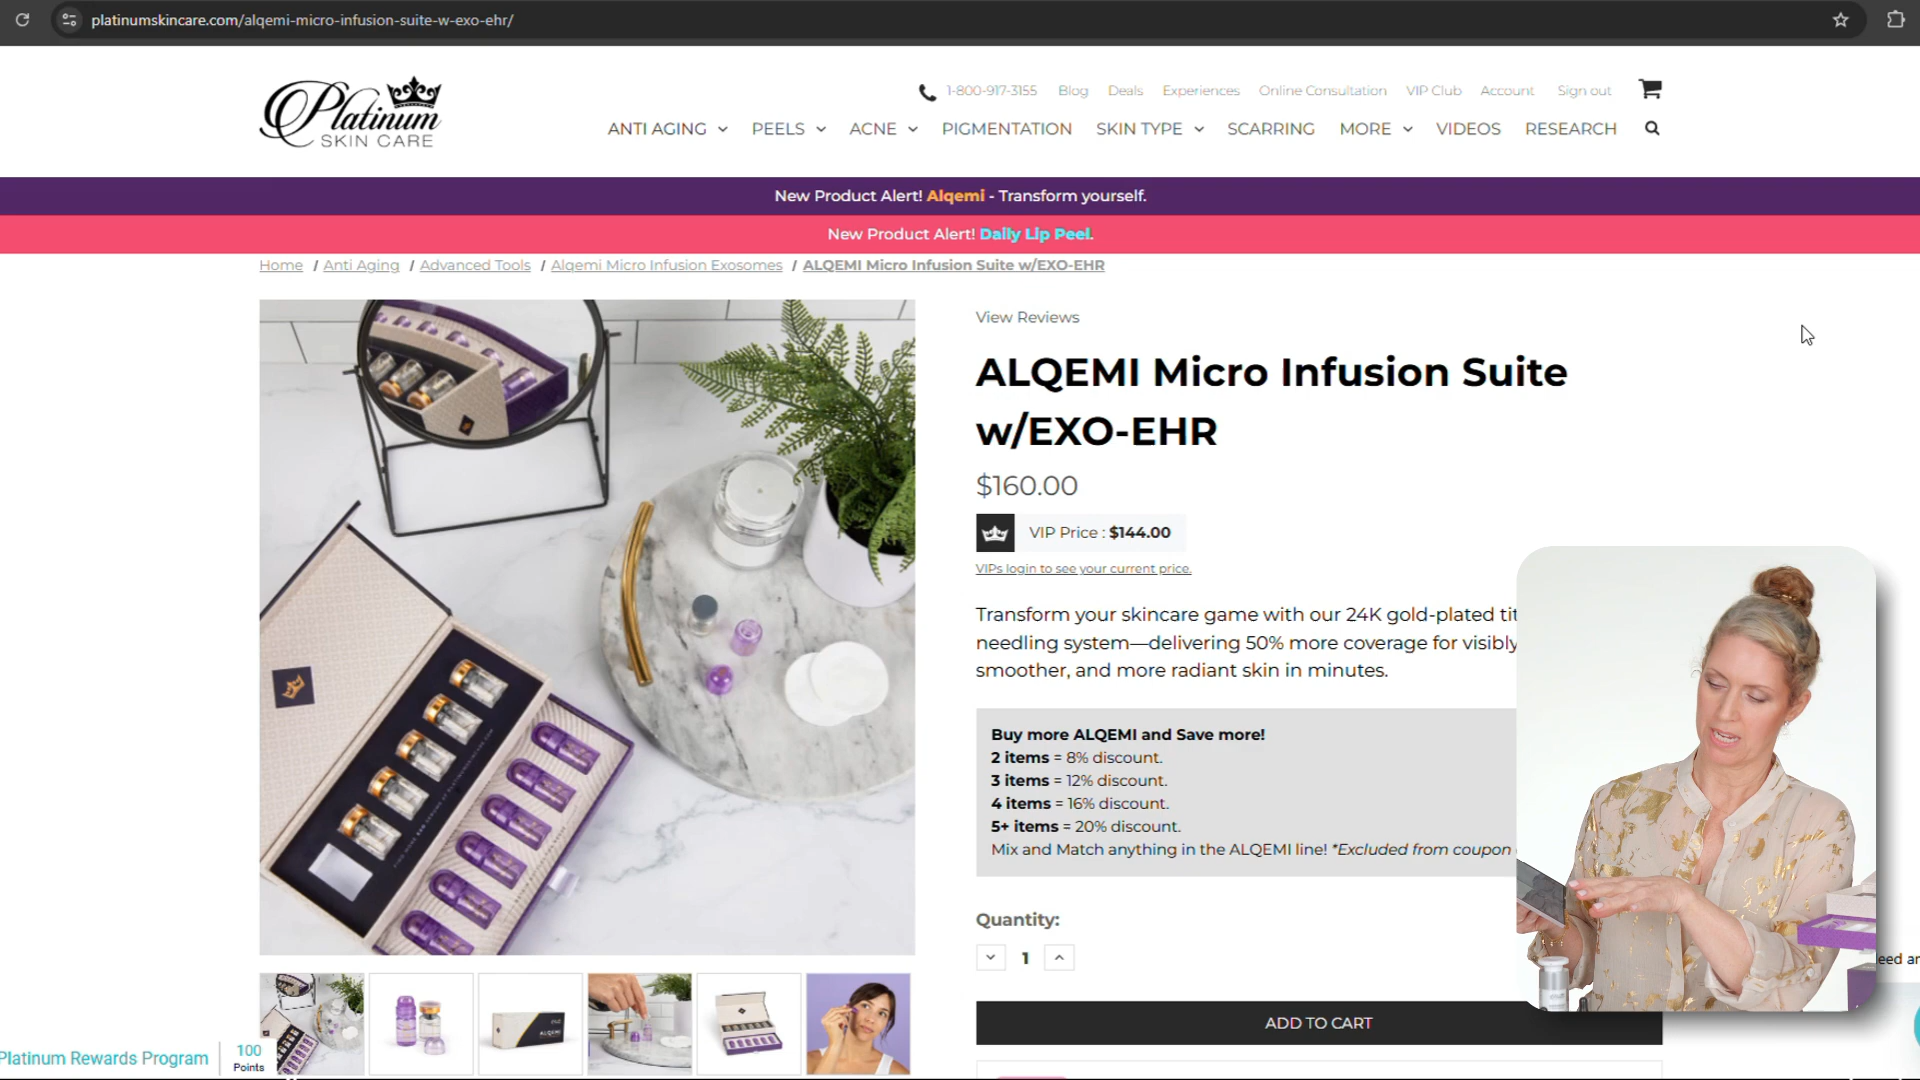 platinumskincare.com/alqemi-micro-infusion-suite-w-exo-ehr/
Platinum
SKIN CARE
1-800-917-3155 Blog Deals Experiences Online Consultation VIP Club Account Sign out
ANTI AGING PEELS ACNE PIGMENTATION SKIN TYPE SCARRING MORE VIDEOS RESEARCH
New Product Alert! Alqemi - Transform yourself.
New Product Alert! Daily Lip Peel.
Home / Anti Aging / Advanced Tools / Alqemi Micro Infusion Exosomes / ALQEMI Micro Infusion Suite w/EXO-EHR
View Reviews
ALQEMI Micro Infusion Suite
w/EXO-EHR
$160.00
VIP Price : $144.00
VIPs login to see your current price.
Transform your skincare game with our 24K gold-plated tit
needling system—delivering 50% more coverage for visibly
smoother, and more radiant skin in minutes.
Buy more ALQEMI and Save more!
2 items = 8% discount.
3 items = 12% discount.
4 items = 16% discount.
5+ items = 20% discount.
Mix and Match anything in the ALQEMI line! *Excluded from coupon
Quantity:
1
ADD TO CART
Platinum Rewards Program
100
Points
ALQEMI
eed an